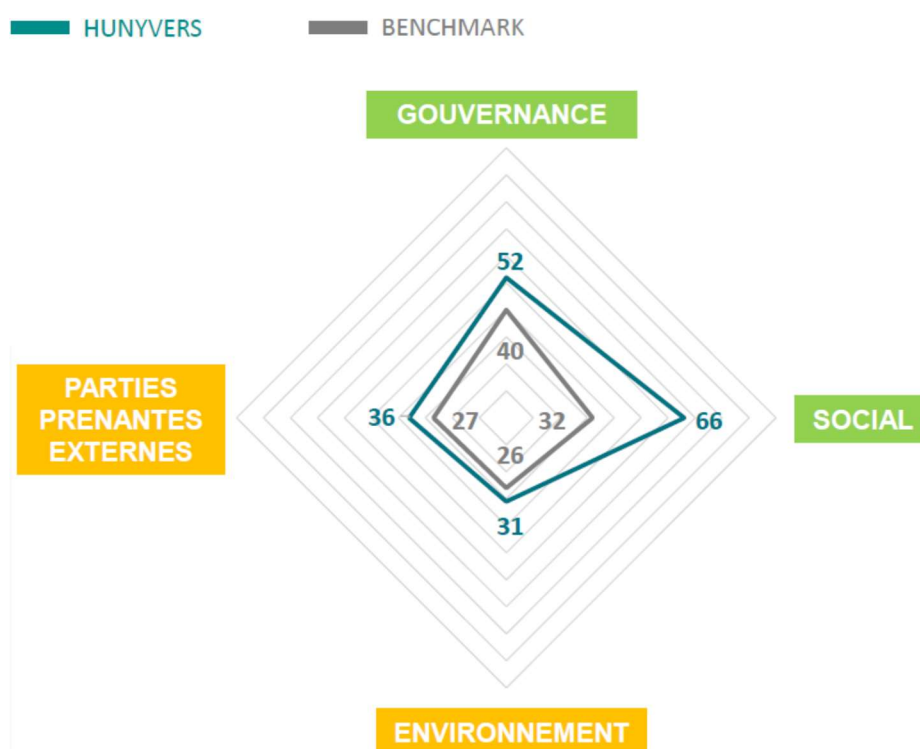 HUNYVERS
BENCHMARK
GOUVERNANCE
52
40
PARTIES
PRENANTES
EXTERNES
36
27
32
66
SOCIAL
26
31
ENVIRONNEMENT